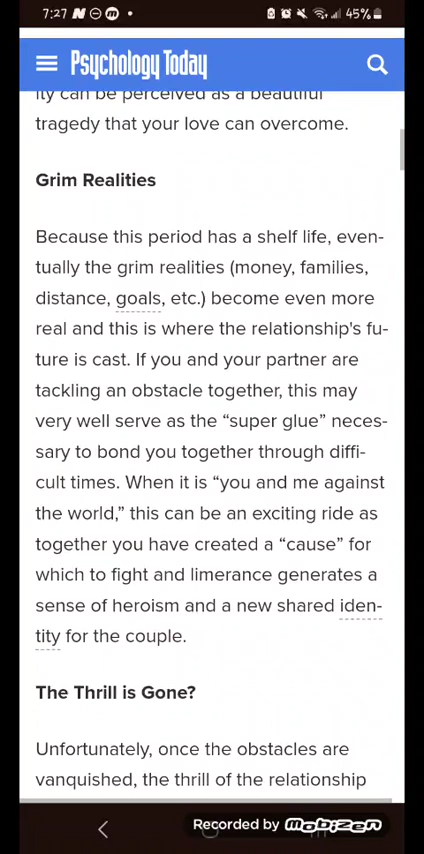 7:27 N m 45%
Psychology Today
ity can be perceived as a beautiful
tragedy that your love can overcome.
Grim Realities
Because this period has a shelf life, even-
tually the grim realities (money, families,
distance, goals, etc.) become even more
real and this is where the relationship's fu-
ture is cast. If you and your partner are
tackling an obstacle together, this may
very well serve as the “super glue” neces-
sary to bond you together through diffi-
cult times. When it is “you and me against
the world,” this can be an exciting ride as
together you have created a “cause” for
which to fight and limerance generates a
sense of heroism and a new shared iden-
tity for the couple.
The Thrill is Gone?
Unfortunately, once the obstacles are
vanquished, the thrill of the relationship
Recorded by mobizen